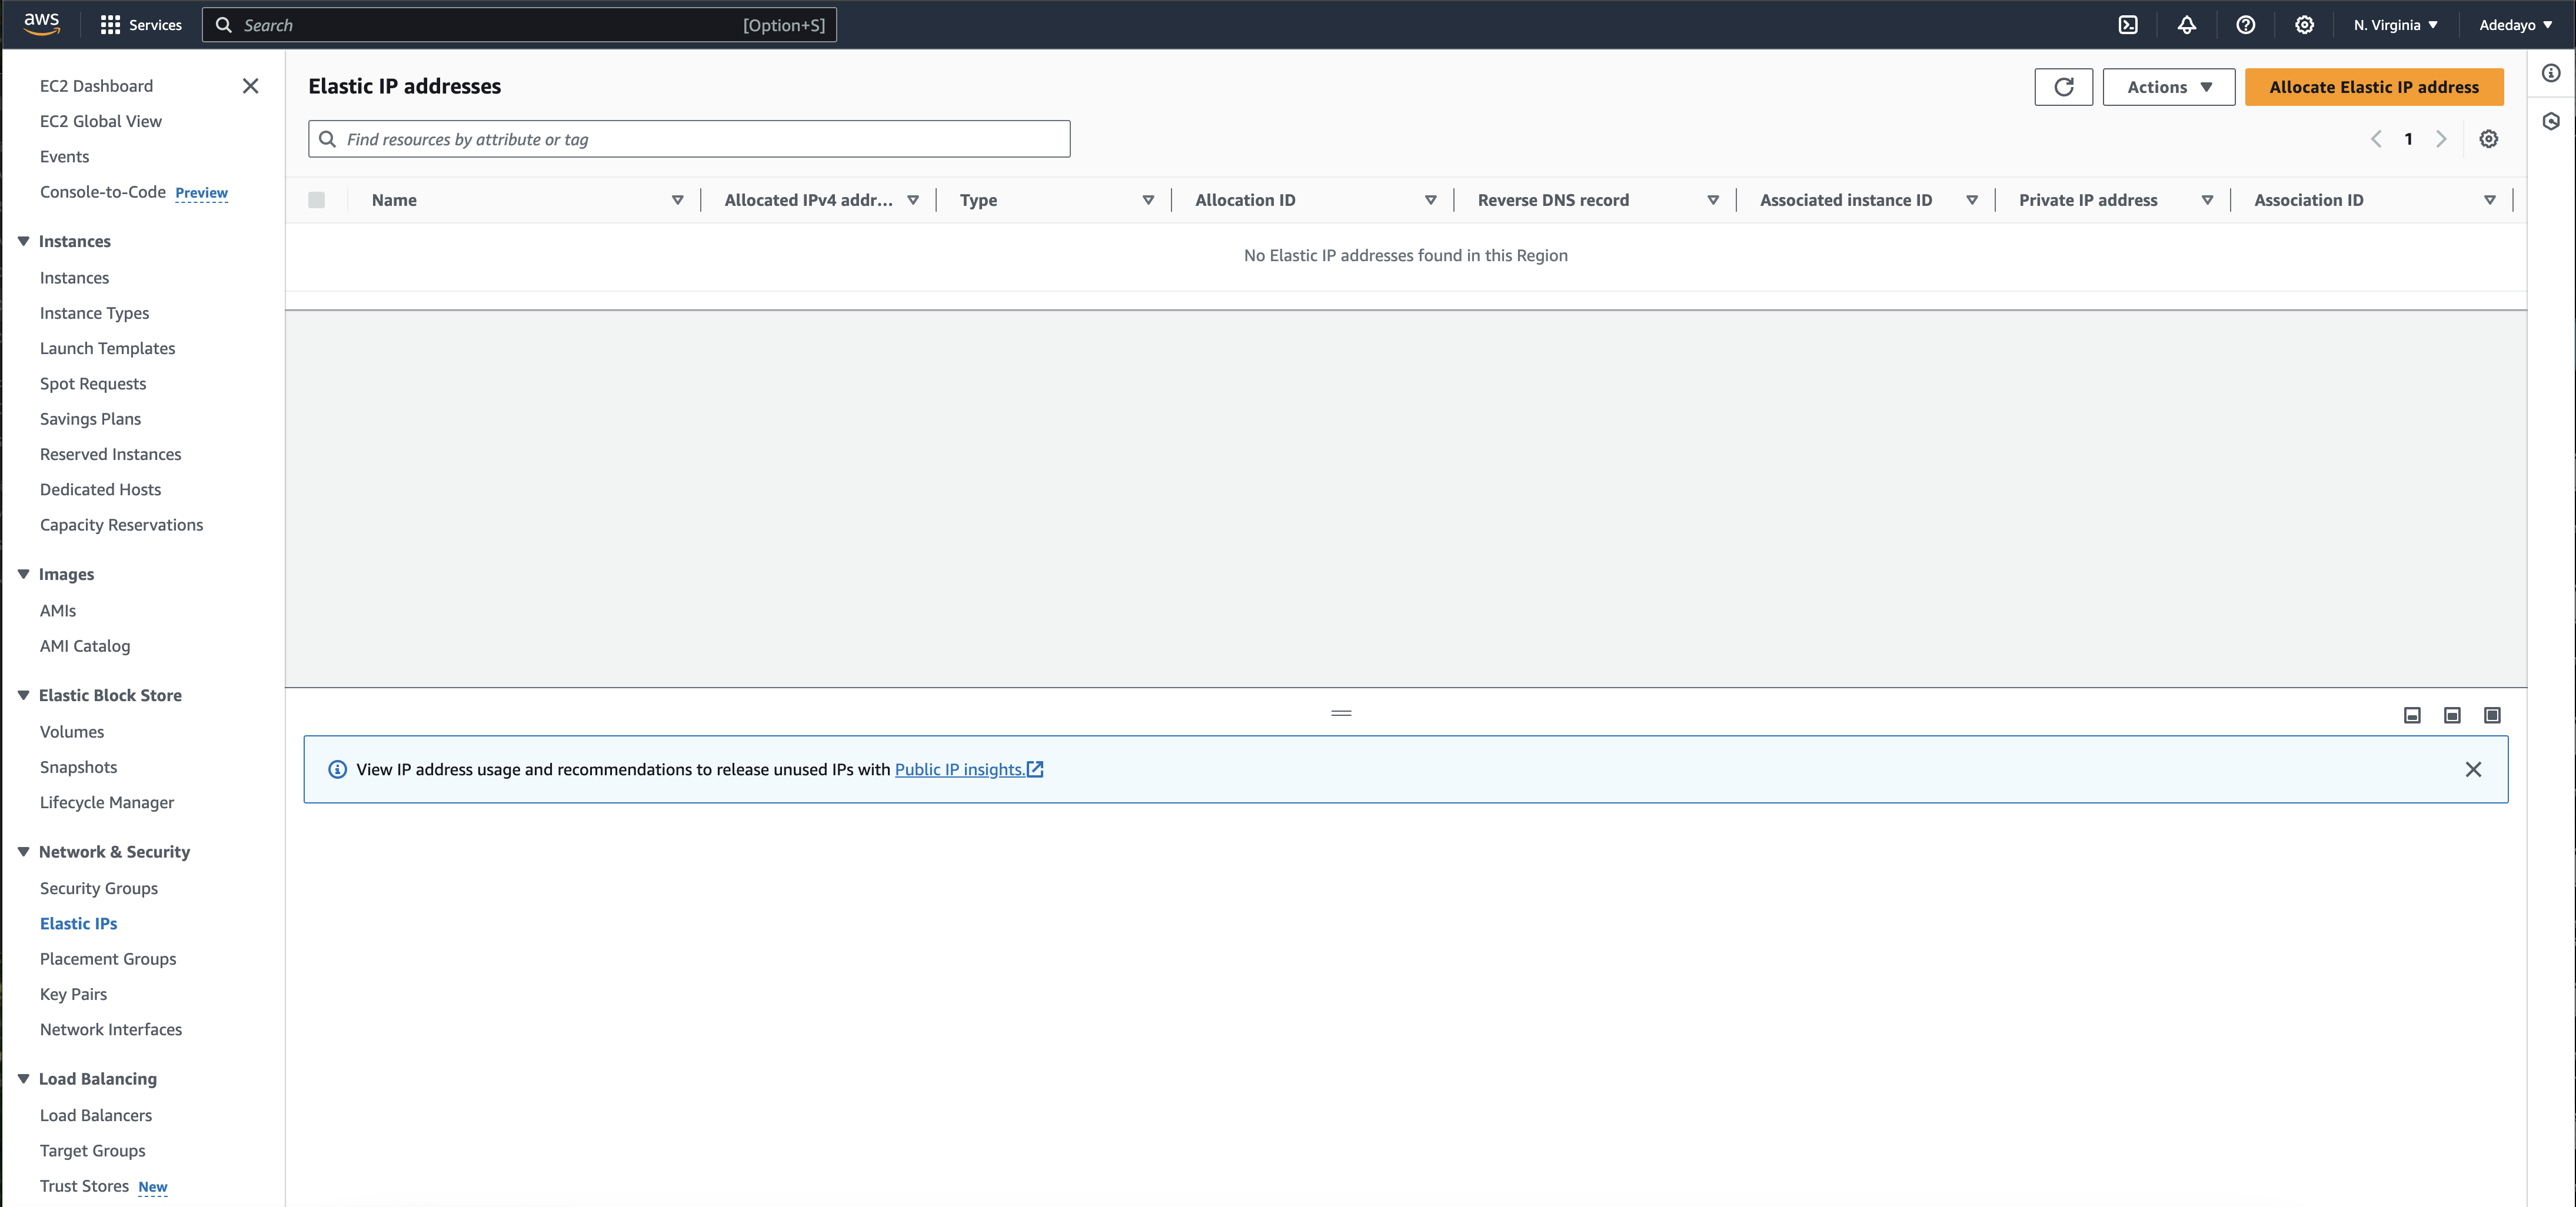 aws
Services
Search
[Option+S]
N. Virginia
Adedayo
EC2 Dashboard
EC2 Global View
Events
Console-to-Code Preview
Instances
Instances
Instance Types
Launch Templates
Spot Requests
Savings Plans
Reserved Instances
Dedicated Hosts
Capacity Reservations
Images
AMIs
AMI Catalog
Elastic Block Store
Volumes
Snapshots
Lifecycle Manager
Network & Security
Security Groups
Elastic IPs
Placement Groups
Key Pairs
Network Interfaces
Load Balancing
Load Balancers
Target Groups
Trust Stores New
Elastic IP addresses
Actions
Allocate Elastic IP address
Find resources by attribute or tag
1
Name
Allocated IPv4 addr...
Type
Allocation ID
Reverse DNS record
Associated instance ID
Private IP address
Association ID
No Elastic IP addresses found in this Region
View IP address usage and recommendations to release unused IPs with Public IP insights.